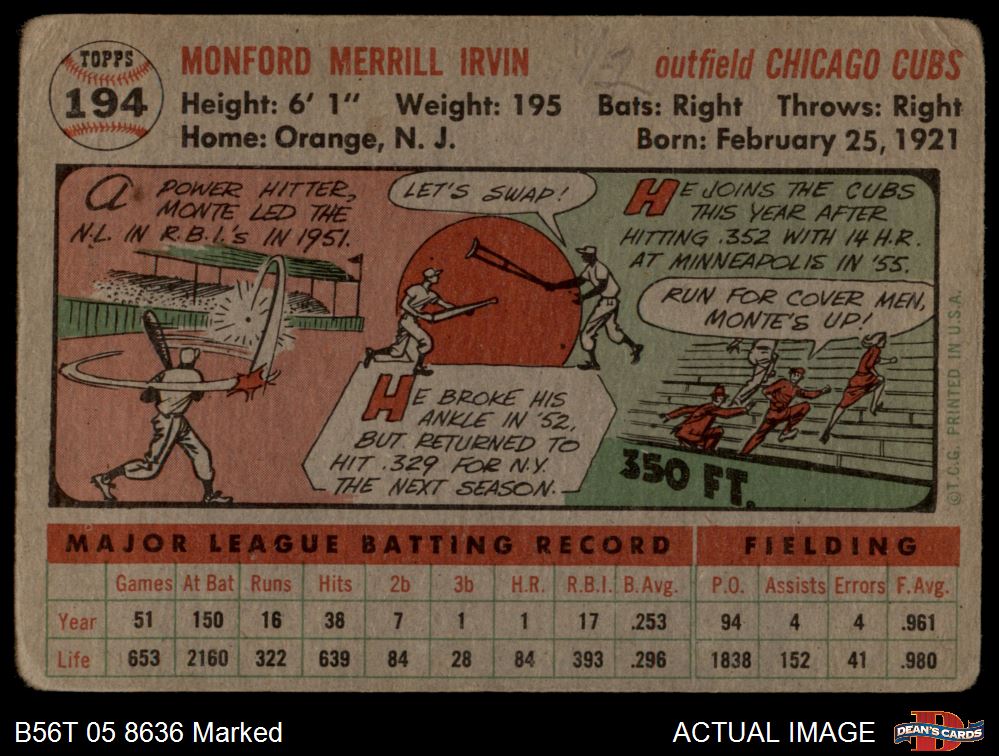 TOPPS
194
MONFORD MERRILL IRVIN
outfield CHICAGO CUBS
Height: 6' 1" Weight: 195 Bats: Right Throws: Right
Home: Orange, N. J. Born: February 25, 1921
A POWER HITTER,
MONTE LED THE
N.L. IN R.B.I.'s IN 1951.
LET'S SWAP!
HE BROKE HIS
ANKLE IN '52,
BUT RETURNED TO
HIT .329 FOR N.Y.
THE NEXT SEASON.
HE JOINS THE CUBS
THIS YEAR AFTER
HITTING .352 WITH 14 H.R.
AT MINNEAPOLIS IN '55.
RUN FOR COVER MEN,
MONTE'S UP!
350 FT.
©T.C.G. PRINTED IN U.S.A.
MAJOR LEAGUE BATTING RECORD FIELDING
Games At Bat Runs Hits 2b 3b H.R. R.B.I. B. Avg. P.O. Assists Errors F. Avg.
Year 51 150 16 38 7 1 1 17 .253 94 4 4 .961
Life 653 2160 322 639 84 28 84 393 .296 1838 152 41 .980
B56T 05 8636 Marked
ACTUAL IMAGE
DEAN'S CARDS